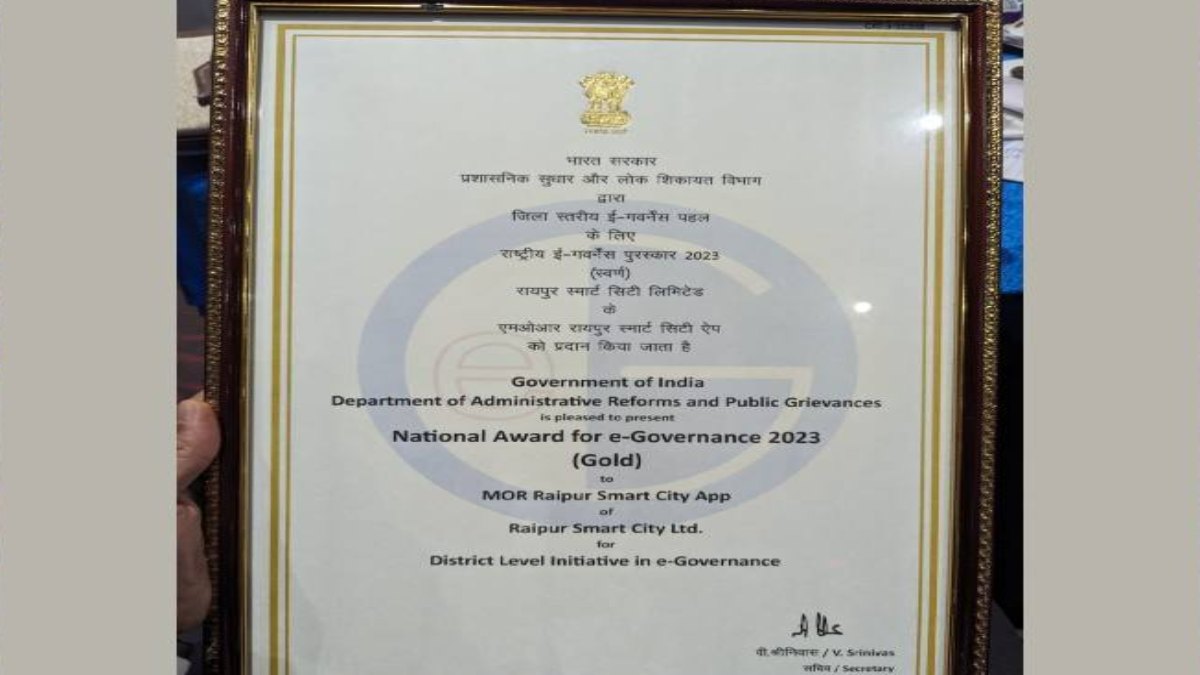 भारत सरकार
प्रशासनिक सुधार और लोक शिकायत विभाग
द्वारा
जिला स्तरीय ई-गवर्नेंस पहल
के लिए
राष्ट्रीय ई-गवर्नेंस पुरस्कार 2023
(स्वर्ण)
रायपुर स्मार्ट सिटी लिमिटेड
के
एमओआर रायपुर स्मार्ट सिटी ऐप
को प्रदान किया जाता है
Government of India
Department of Administrative Reforms and Public Grievances
is pleased to present
National Award for e-Governance 2023
(Gold)
to
MOR Raipur Smart City App
of
Raipur Smart City Ltd.
for
District Level Initiative in e-Governance
वी.श्रीनिवास / V. Srinivas
सचिव / Secretary